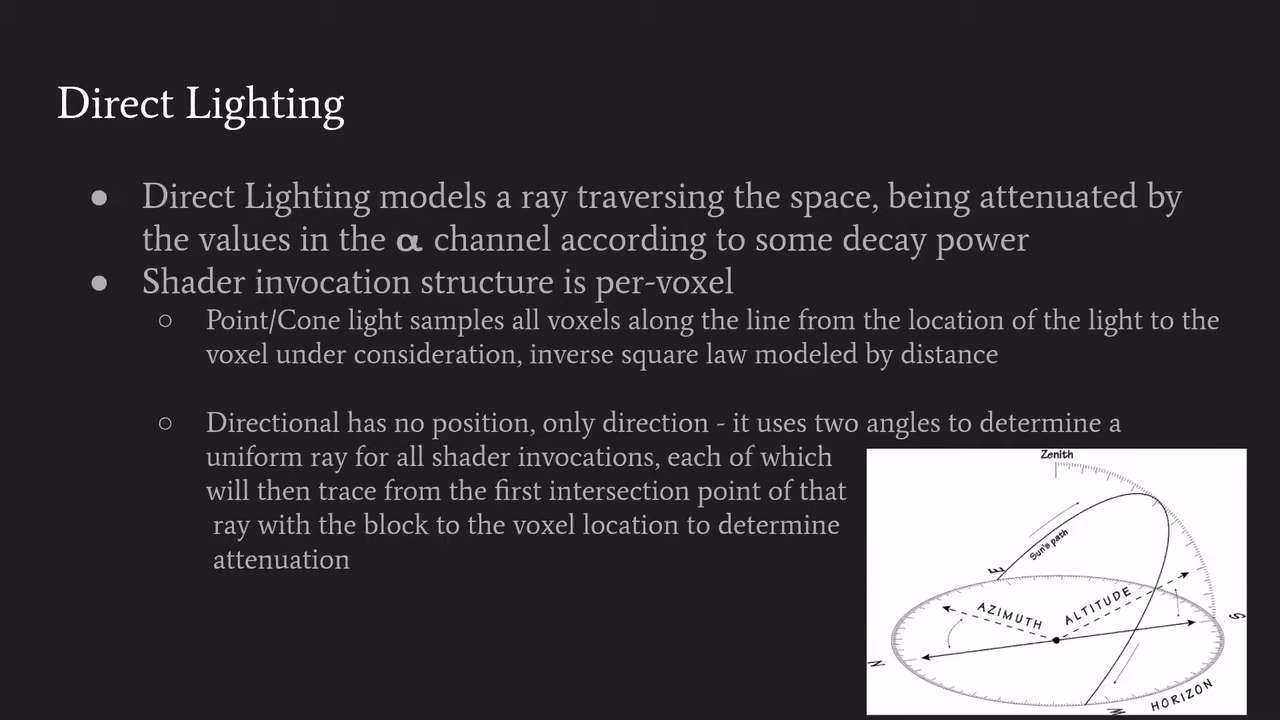 Direct Lighting
● Direct Lighting models a ray traversing the space, being attenuated by
the values in the α channel according to some decay power
● Shader invocation structure is per-voxel
○ Point/Cone light samples all voxels along the line from the location of the light to the
voxel under consideration, inverse square law modeled by distance
○ Directional has no position, only direction - it uses two angles to determine a
uniform ray for all shader invocations, each of which
will then trace from the first intersection point of that
ray with the block to the voxel location to determine
attenuation
Zenith
Sun's path
E
AZIMUTH
ALTITUDE
S
N
HORIZON
W